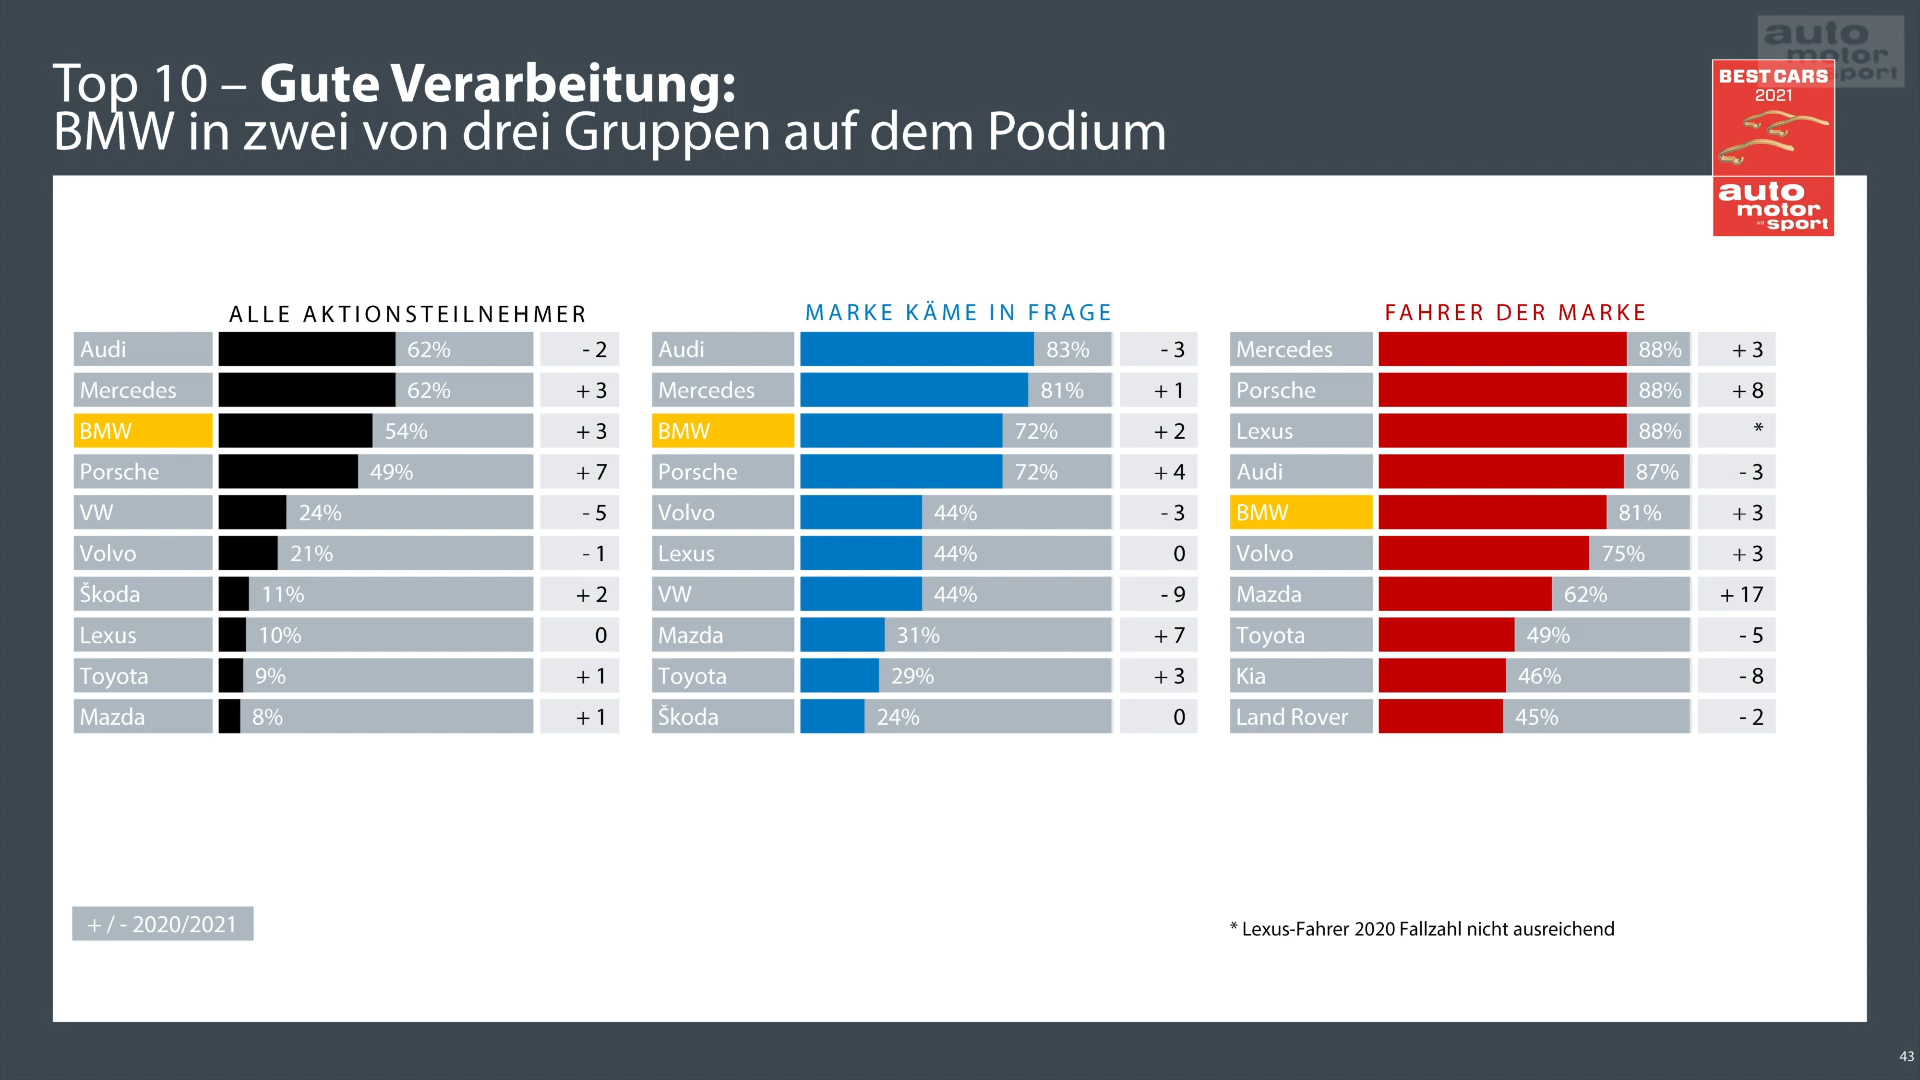 auto
motor
sport
Top 10 – Gute Verarbeitung:
BMW in zwei von drei Gruppen auf dem Podium
BEST CARS
2021
auto
motor
und sport
ALLE AKTIONSTEILNEHMER
Audi 62% - 2
Mercedes 62% + 3
BMW 54% + 3
Porsche 49% + 7
VW 24% - 5
Volvo 21% - 1
Škoda 11% + 2
Lexus 10% 0
Toyota 9% + 1
Mazda 8% + 1
MARKE KÄME IN FRAGE
Audi 83% - 3
Mercedes 81% + 1
BMW 72% + 2
Porsche 72% + 4
Volvo 44% - 3
Lexus 44% 0
VW 44% - 9
Mazda 31% + 7
Toyota 29% + 3
Škoda 24% 0
FAHRER DER MARKE
Mercedes 88% + 3
Porsche 88% + 8
Lexus 88% *
Audi 87% - 3
BMW 81% + 3
Volvo 75% + 3
Mazda 62% + 17
Toyota 49% - 5
Kia 46% - 8
Land Rover 45% - 2
+ / - 2020/2021
* Lexus-Fahrer 2020 Fallzahl nicht ausreichend
43